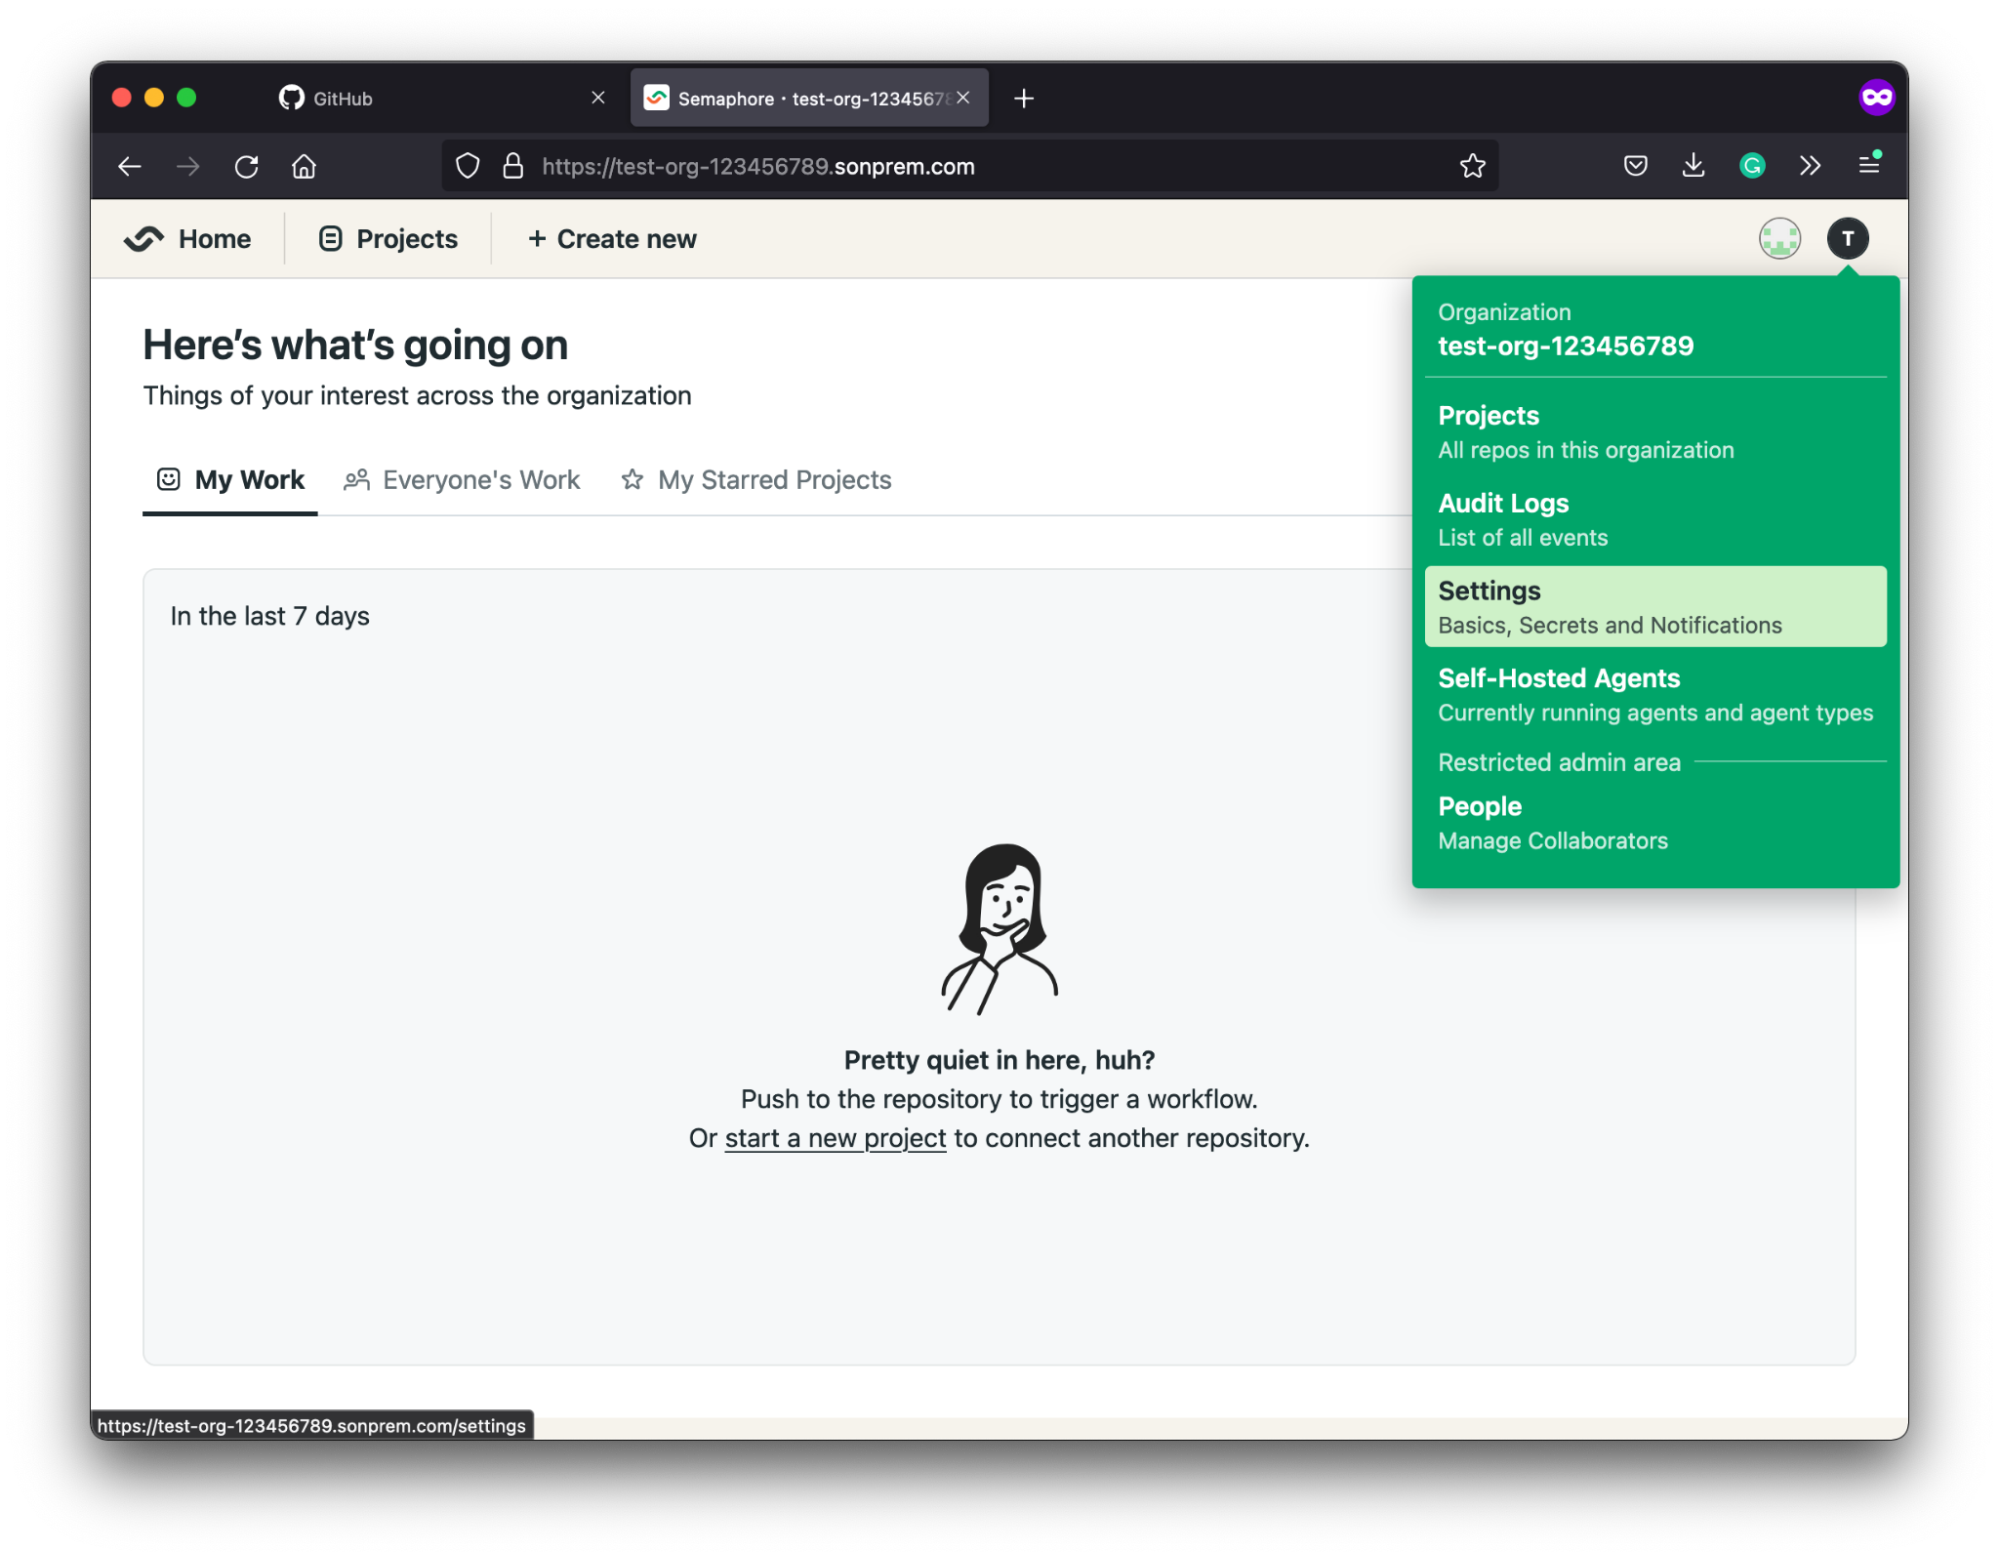 GitHub
Semaphore · test-org-12345678
https://test-org-123456789.sonprem.com
Home
Projects
+ Create new
T
Here’s what’s going on
Things of your interest across the organization
My Work
Everyone's Work
My Starred Projects
In the last 7 days
Pretty quiet in here, huh?
Push to the repository to trigger a workflow.
Or start a new project to connect another repository.
Organization
test-org-123456789
Projects
All repos in this organization
Audit Logs
List of all events
Settings
Basics, Secrets and Notifications
Self-Hosted Agents
Currently running agents and agent types
Restricted admin area
People
Manage Collaborators
https://test-org-123456789.sonprem.com/settings